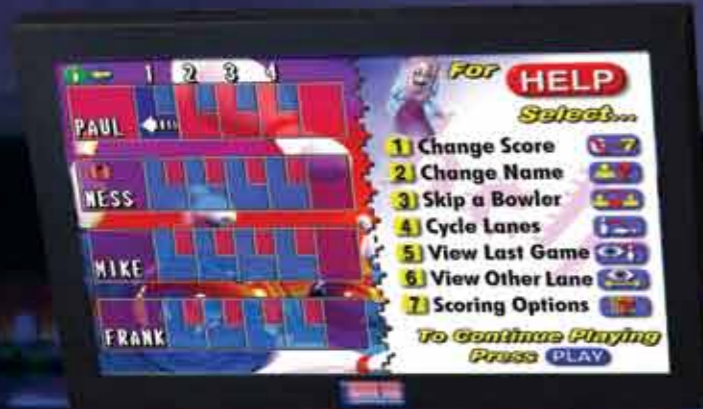 1 2 3 4
PAUL
NESS
MIKE
FRANK
For
HELP
Select...
1 Change Score
2 Change Name
3 Skip a Bowler
4 Cycle Lanes
5 View Last Game
6 View Other Lane
7 Scoring Options
To Continue Playing
Press PLAY